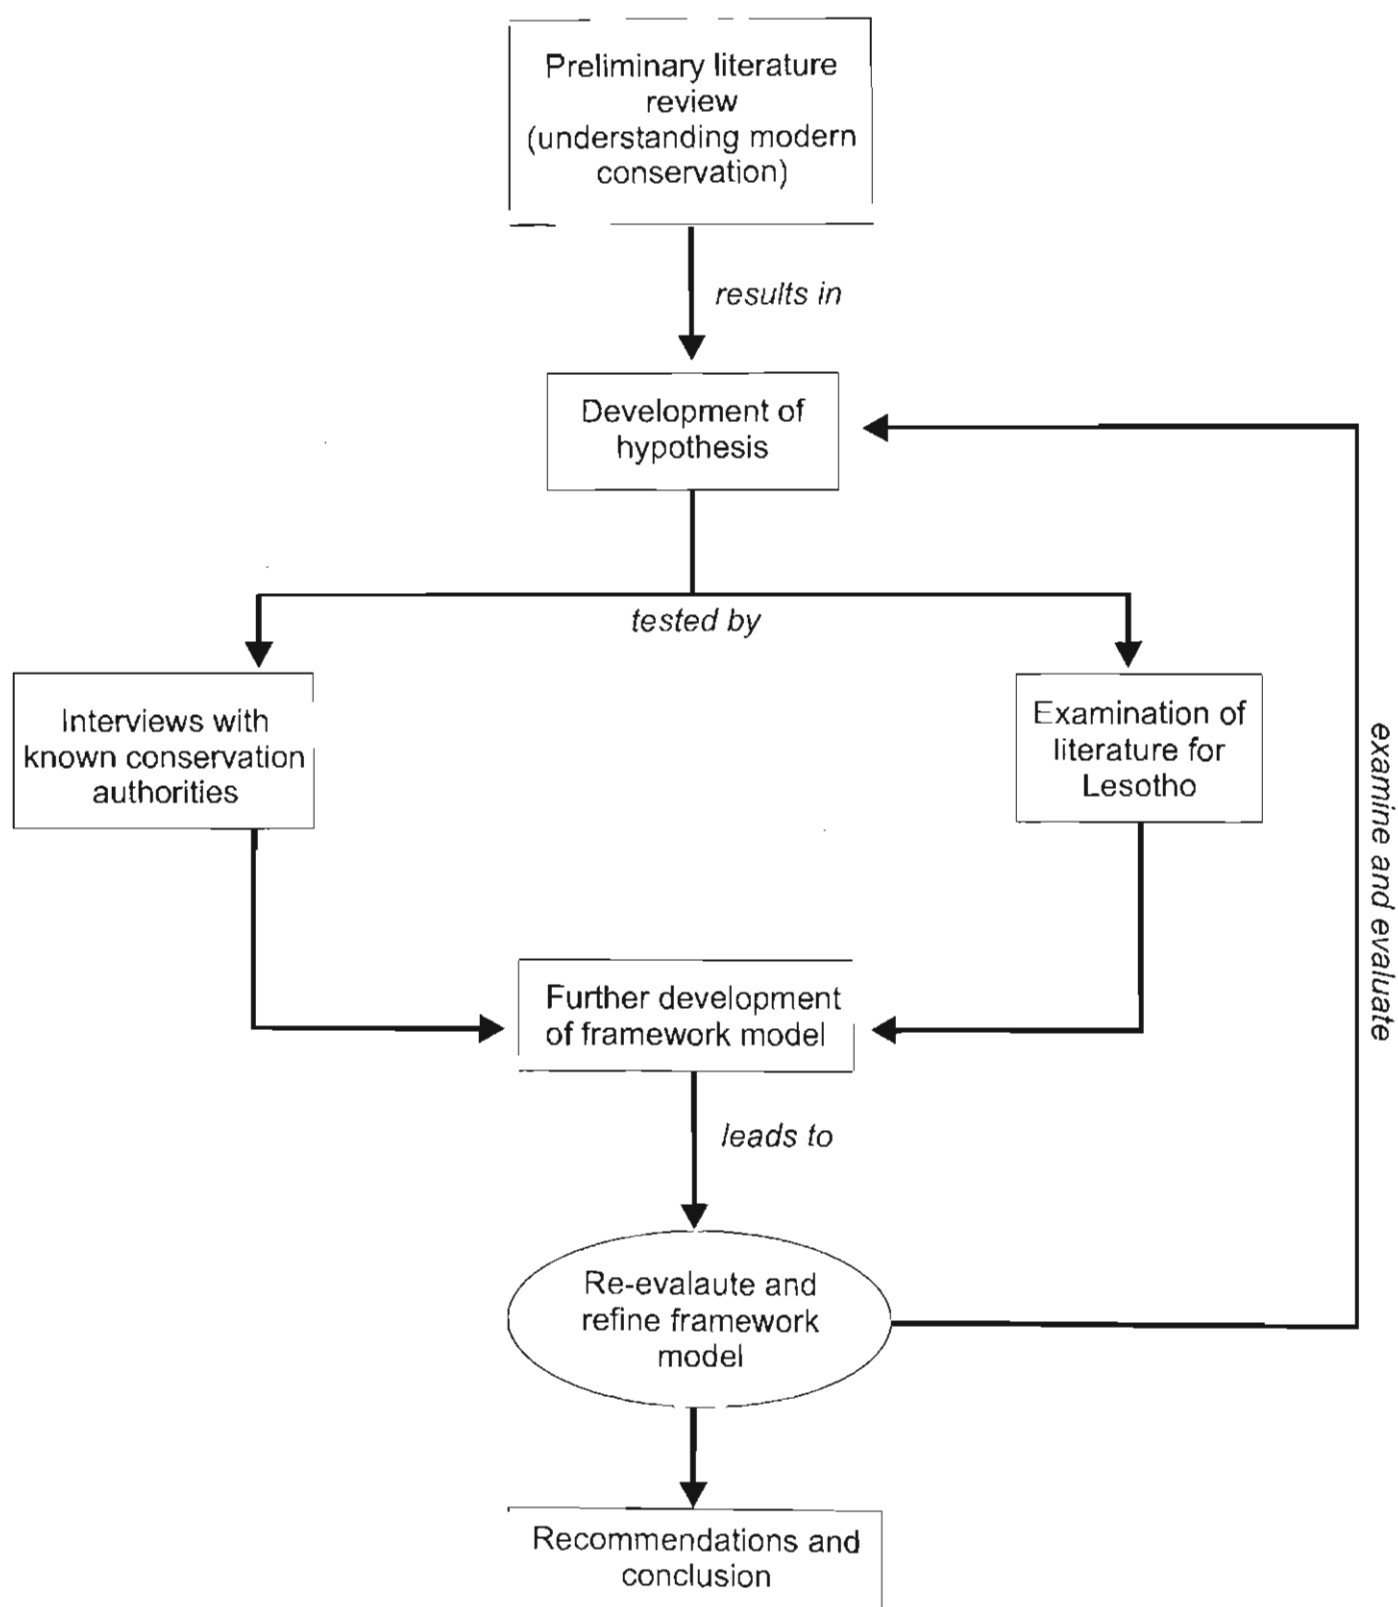 Preliminary literature
review
(understanding modern
conservation)
results in
Development of
hypothesis
tested by
Interviews with
known conservation
authorities
Examination of
literature for
Lesotho
examine and evaluate
Further development
of framework model
leads to
Re-evalaute and
refine framework
model
Recommendations and
conclusion